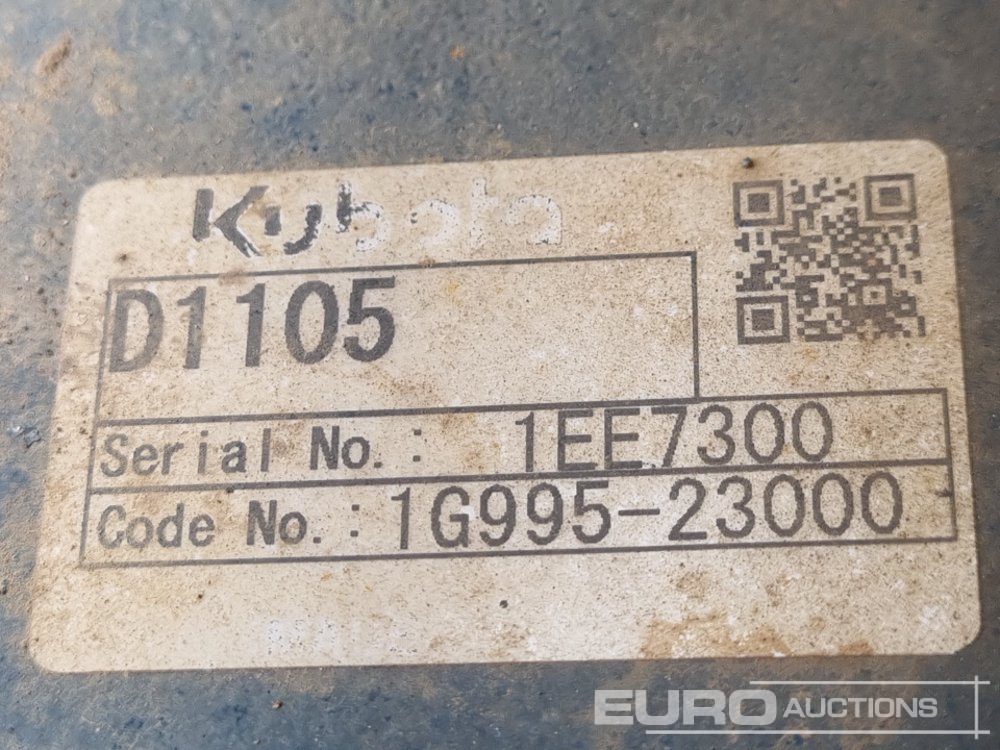 Kubota
D1105
Serial No.: 1EE7300
Code No.: 1G995-23000
EURO AUCTIONS